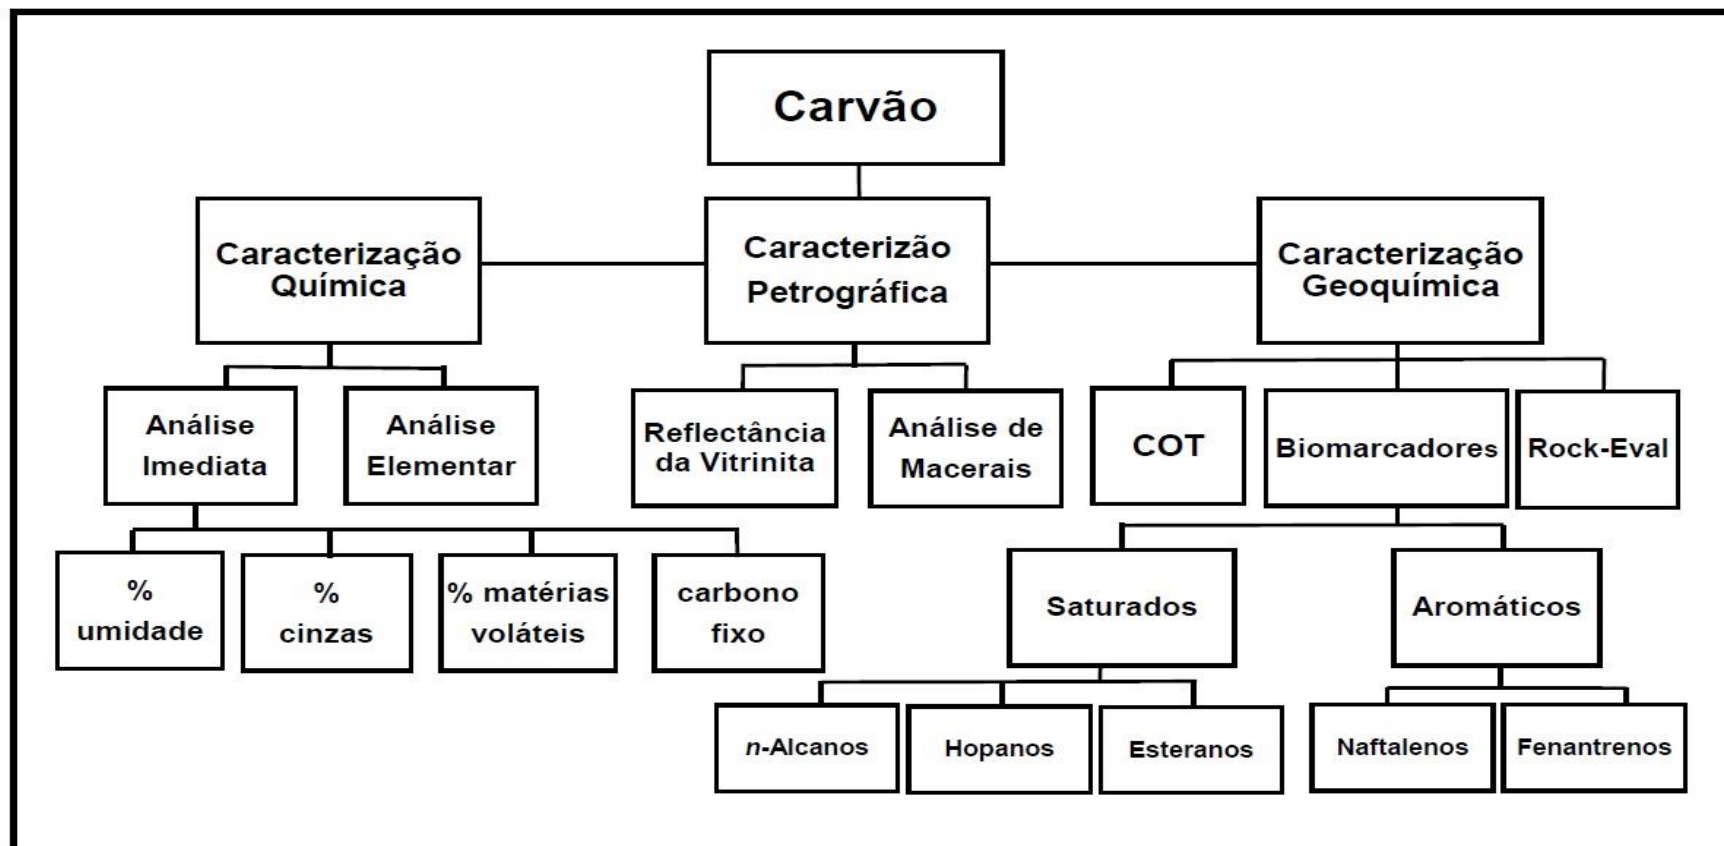 Carvão
Caracterização
Química
Caracterizão
Petrográfica
Caracterização
Geoquímica
Análise
Imediata
Análise
Elementar
Reflectância
da Vitrinita
Análise de
Macerais
COT
Biomarcadores
Rock-Eval
%
umidade
%
cinzas
% matérias
voláteis
carbono
fixo
Saturados
Aromáticos
n-Alcanos
Hopanos
Esteranos
Naftalenos
Fenantrenos